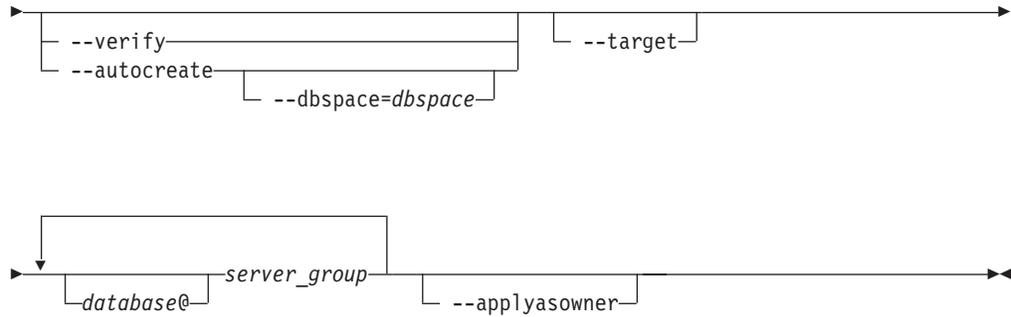 --verify
--target
--autocreate
--dbspace=dbspace
server_group
database@
--applyasowner